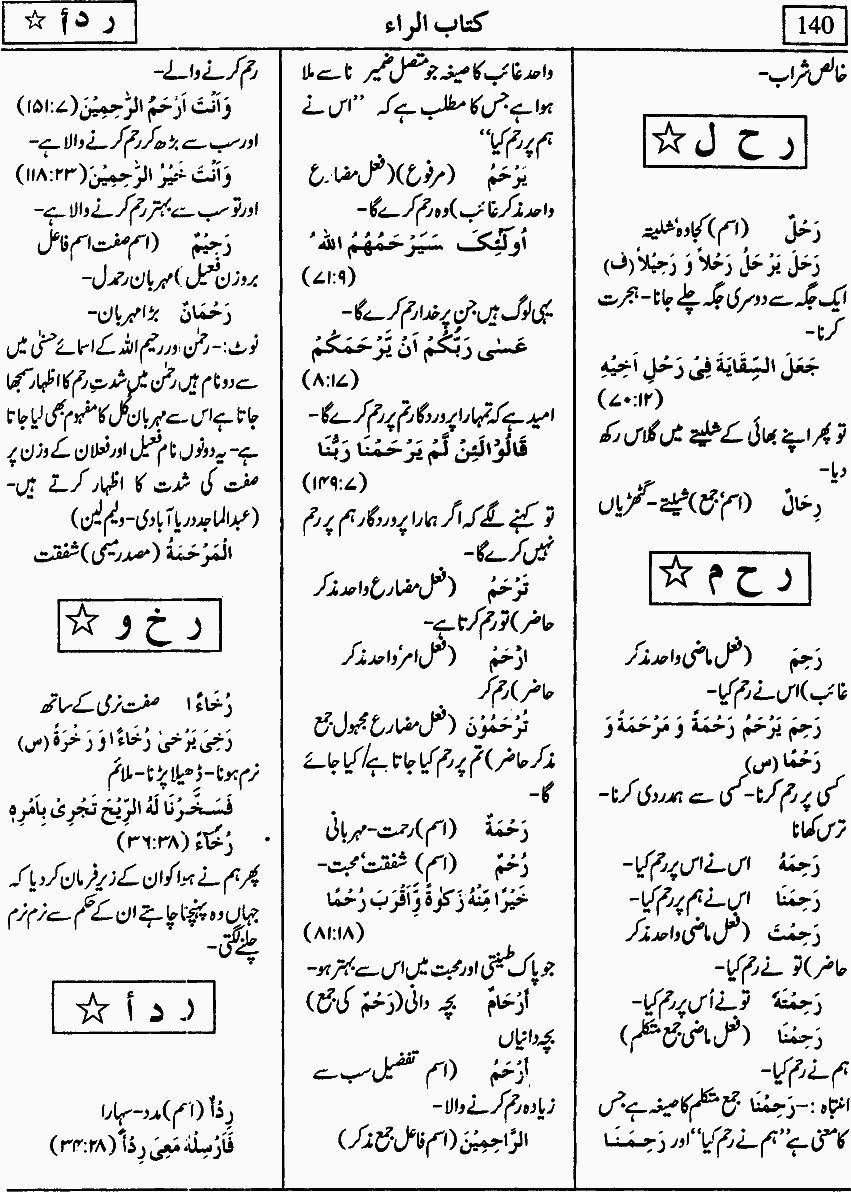 140
کتاب الراء
ر د أ ☆
خالص شراب-
ر ح ل ☆
رَحْلٌ (اسم) کجاوہ' شلیتہ
رَحَلَ یَرْحَلُ رَحْلاً وَ رَحِیْلاً (ف)
ایک جگہ سے دوسری جگہ چلے جانا- ہجرت
کرنا-
جَعَلَ السِّقَایَةَ فِیْ رَحْلِ اَخِیْهِ
(۷۰:۱۲)
تو پھر اپنے بھائی کے شلیتے میں گلاس رکھ
دیا-
رِحَالٌ (اسم' جمع) شلیتے- گٹھڑیاں
ر ح م ☆
رَحِمَ (فعل ماضی واحد مذکر
غائب) اس نے رحم کیا-
رَحِمَ یَرْحَمُ رَحْمَةً وَ مَرْحَمَةً وَ
رَحْمًا (س)
کسی پر رحم کرنا- کسی سے ہمدردی کرنا-
ترس کھانا
رَحِمَهُ اس نے اس پر رحم کیا-
رَحِمَنَا اس نے ہم پر رحم کیا-
رَحِمْتَ (فعل ماضی واحد مذکر
حاضر) تو نے رحم کیا-
رَحِمْتَهٗ تو نے اُس پر رحم کیا-
رَحِمْنَا (فعل ماضی جمع متکلم)
ہم نے رحم کیا-
انتباہ :- رَحِمْنَا جمع متکلم کا صیغہ ہے جس
کا معنی ہے ''ہم نے رحم کیا'' اور رَحِمَنَا
واحد غائب کا صیغہ جو متصل ضمیر نا سے ملا
ہوا ہے جس کا مطلب ہے کہ ''اس نے
ہم پر رحم کیا''
یَرْحَمُ (مرفوع) (فعل مضارع
واحد مذکر غائب) وہ رحم کرے گا-
اُولٰٓئِکَ سَیَرْحَمُهُمُ اللّٰهُ
(۷۱:۹)
یہی لوگ ہیں جن پر خدا رحم کرے گا-
عَسٰی رَبُّکُمْ اَنْ یَّرْحَمَکُمْ
(۸:۱۷)
امید ہے کہ تمہارا پروردگار تم پر رحم کرے گا-
قَالُوْا لَئِنْ لَّمْ یَرْحَمْنَا رَبُّنَا
(۱۴۹:۷)
تو کہنے لگے کہ اگر ہمارا پروردگار ہم پر رحم
نہیں کرے گا-
تَرْحَمُ (فعل مضارع واحد مذکر
حاضر) تو رحم کرتا ہے-
ارْحَمْ (فعل امر' واحد مذکر
حاضر) رحم کر
تُرْحَمُوْنَ (فعل مضارع مجہول جمع
مذکر حاضر) تم پر رحم کیا جاتا ہے/ کیا جائے
گا-
رَحْمَةٌ (اسم) رحمت- مہربانی
رُحْمٌ (اسم) شفقت' محبت-
خَیْرًا مِّنْهُ زَکٰوةً وَّاَقْرَبَ رُحْمًا
(۸۱:۱۸)
جو پاک طینتی اور محبت میں اس سے بہتر ہو-
أَرْحَامٌ بچہ دانی (رَحْمٌ کی جمع)
بچہ دانیاں
أَرْحَمُ (اسم تفضیل سب سے
زیادہ رحم کرنے والا-
الرَّاحِمِیْنَ (اسم فاعل جمع مذکر)
رحم کرنے والے-
وَاَنْتَ اَرْحَمُ الرّٰحِمِیْنَ (۱۵۱:۷)
اور سب سے بڑھ کر رحم کرنے والا ہے-
وَاَنْتَ خَیْرُ الرّٰحِمِیْنَ (۱۱۸:۲۳)
اور تو سب سے بہتر رحم کرنے والا ہے-
رَحِیْمٌ (اسم صفت اسم فاعل
بروزن فعیل) مہربان رحمدل-
رَحْمَانٌ بڑا مہربان-
نوٹ:- رحمٰن اور رحیم اللہ کے اسمائے حسنٰی میں
سے دو نام ہیں رحمٰن میں شدتِ رحم کا اظہار سمجھا
جاتا ہے اس سے مہربان کُل کا مفہوم بھی لیا جاتا
ہے- یہ دونوں نام فعیل اور فعلان کے وزن پر
صفت کی شدت کا اظہار کرتے ہیں-
(عبدالماجد دریا آبادی- ولیم لین)
الْمَرْحَمَةُ (مصدر میمی) شفقت
ر خ و ☆
رُخَاءً ا صفت نرمی کے ساتھ
رَخِیَ یَرْخٰی رُخَاءً ا وَ رَخْوَةً (س)
نرم ہونا- ڈھیلا پڑنا- ملائم
فَسَخَّرْنَا لَهُ الرِّیْحَ تَجْرِیْ بِاَمْرِهٖ
رُخَآءً (۳۶:۳۸)
پھر ہم نے ہوا کو ان کے زیر فرمان کر دیا کہ
جہاں وہ پہنچنا چاہتے ان کے حکم سے نرم نرم
چلنے لگتی-
ر د أ ☆
رِدْأً (اسم) مدد- سہارا
فَاَرْسِلْهُ مَعِیَ رِدْأً (۳۴:۲۸)